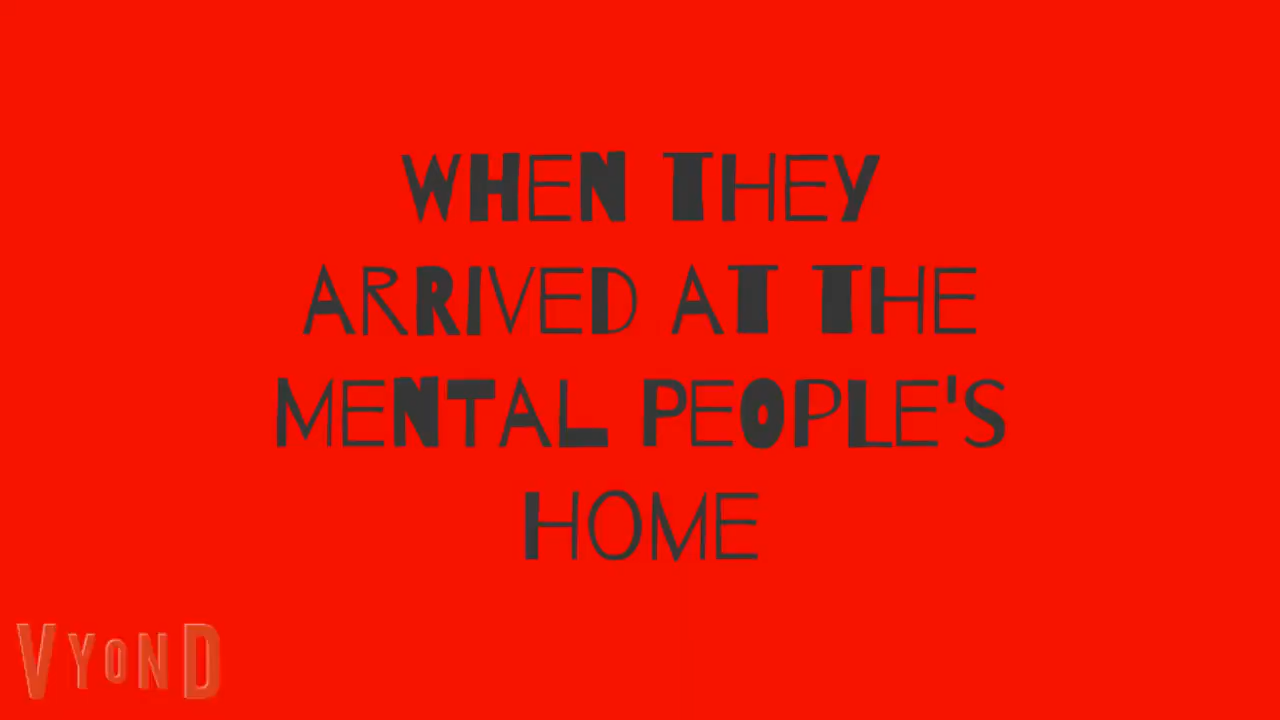 WHEN THEY
ARRIVED AT THE
MENTAL PEOPLE'S
HOME
VYOND